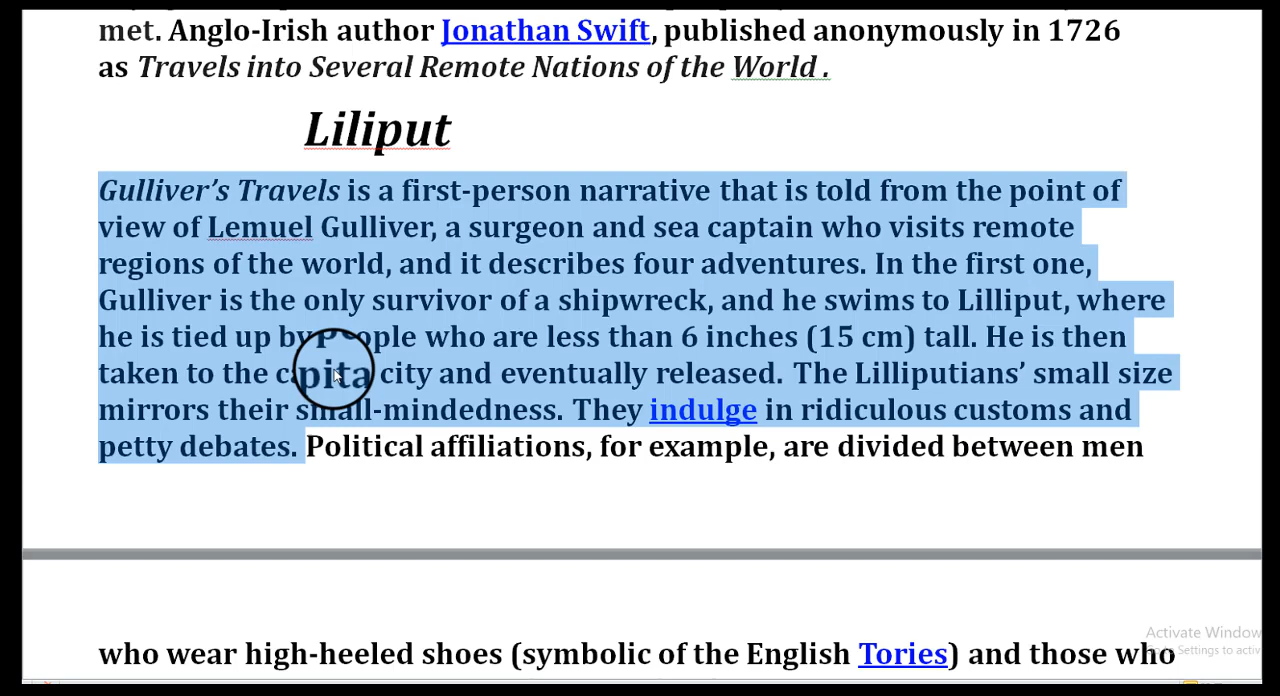 met. Anglo-Irish author Jonathan Swift, published anonymously in 1726
as Travels into Several Remote Nations of the World .
Liliput
Gulliver's Travels is a first-person narrative that is told from the point of
view of Lemuel Gulliver, a surgeon and sea captain who visits remote
regions of the world, and it describes four adventures. In the first one,
Gulliver is the only survivor of a shipwreck, and he swims to Lilliput, where
he is tied up by people who are less than 6 inches (15 cm) tall. He is then
taken to the capital city and eventually released. The Lilliputians' small size
mirrors their small-mindedness. They indulge in ridiculous customs and
petty debates. Political affiliations, for example, are divided between men
who wear high-heeled shoes (symbolic of the English Tories) and those who
Activate Window
Go to Settings to activ